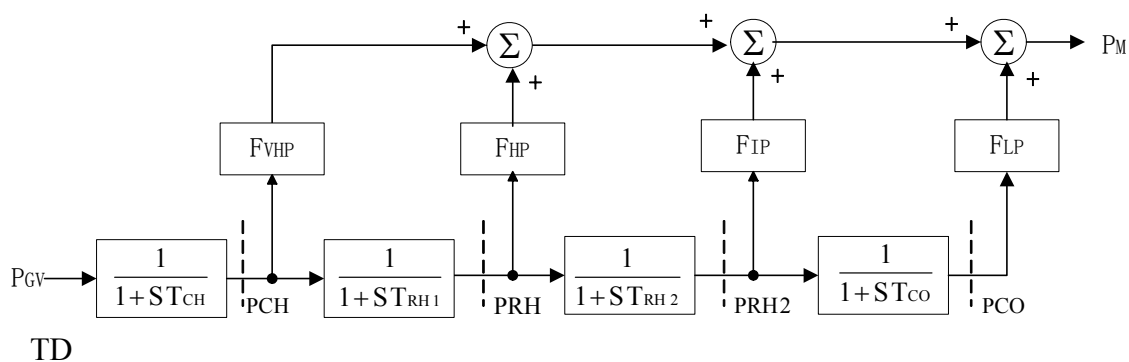 + Σ + Σ + Σ PM
+ + +
FVHP FHP FIP FLP
PGV 1/1+STCH 1/1+STRH1 1/1+STRH2 1/1+STCO
PCH PRH PRH2 PCO
TD